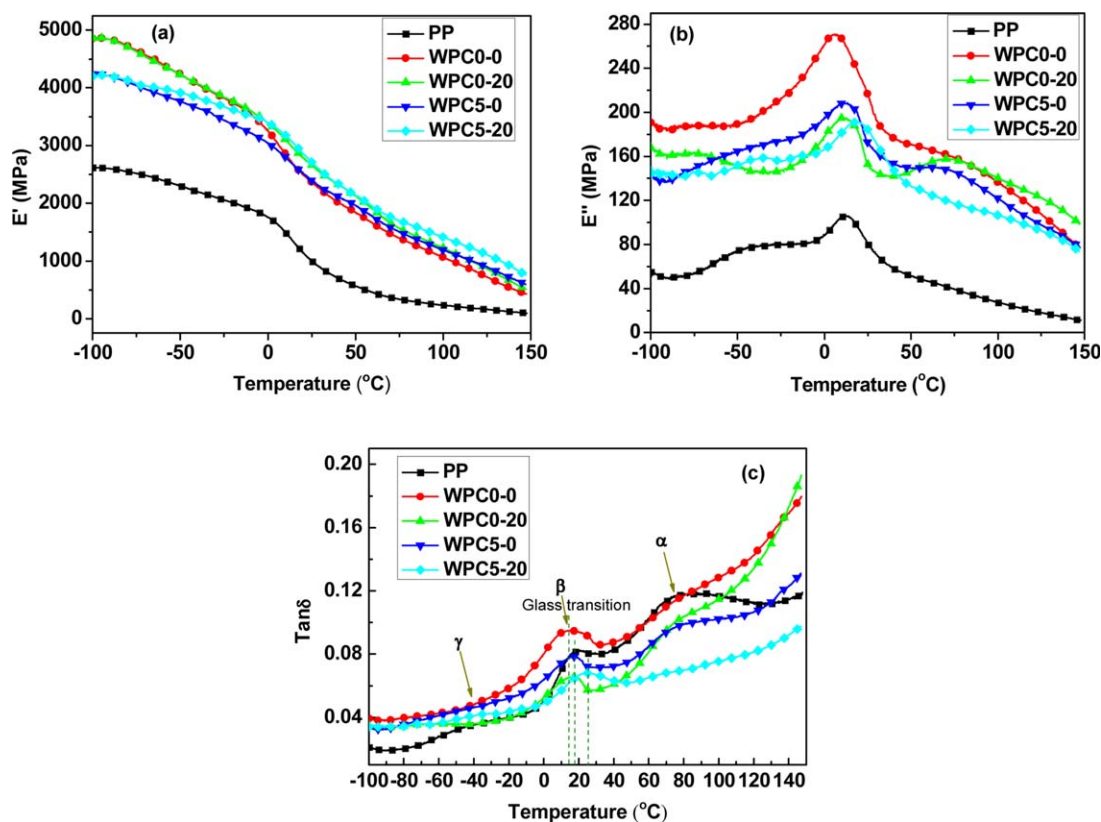 (a)
PP
WPC0-0
WPC0-20
WPC5-0
WPC5-20
5000
4000
3000
2000
1000
0
E' (MPa)
-100
-50
0
50
100
150
Temperature (°C)
(b)
PP
WPC0-0
WPC0-20
WPC5-0
WPC5-20
280
240
200
160
120
80
40
0
E'' (MPa)
-100
-50
0
50
100
150
Temperature (°C)
(c)
PP
WPC0-0
WPC0-20
WPC5-0
WPC5-20
0.20
0.16
0.12
0.08
0.04
Tanδ
α
β
Glass transition
γ
-100
-80
-60
-40
-20
0
20
40
60
80
100
120
140
Temperature (°C)